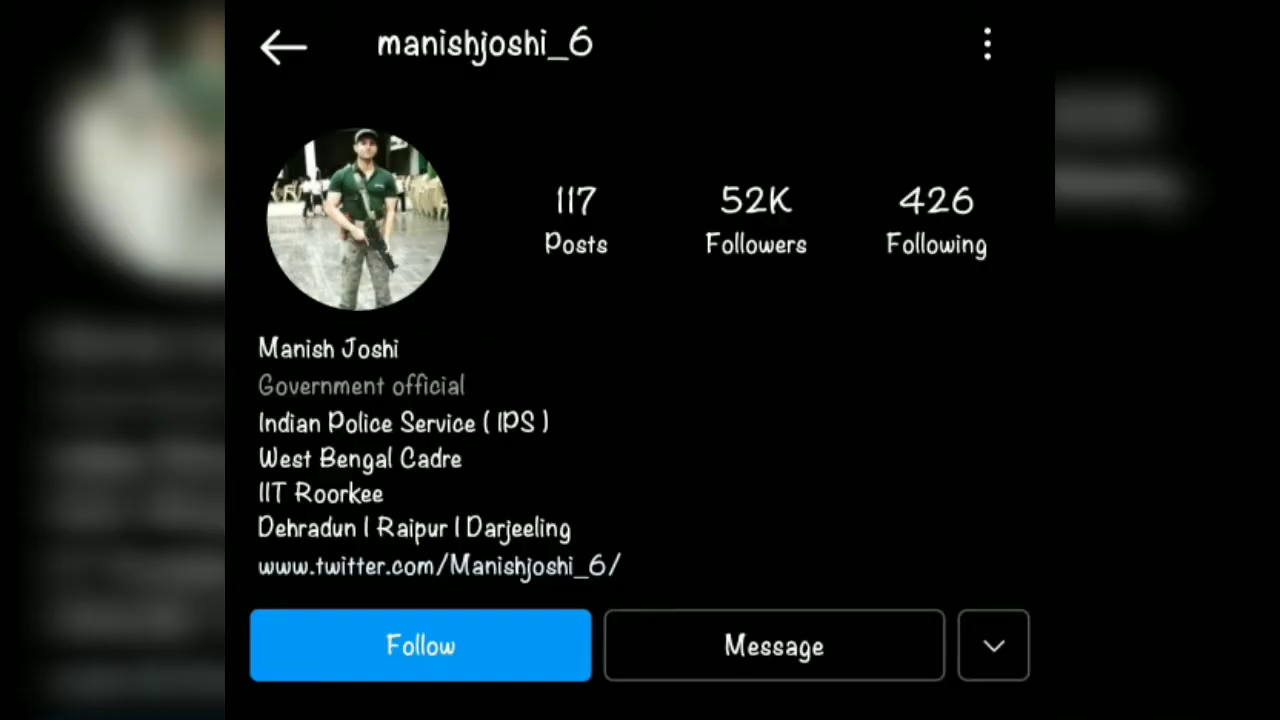 manishjoshi_6
117
Posts
52K
Followers
426
Following
Manish Joshi
Government official
Indian Police Service ( IPS )
West Bengal Cadre
IIT Roorkee
Dehradun | Raipur | Darjeeling
www.twitter.com/Manishjoshi_6/
Follow
Message